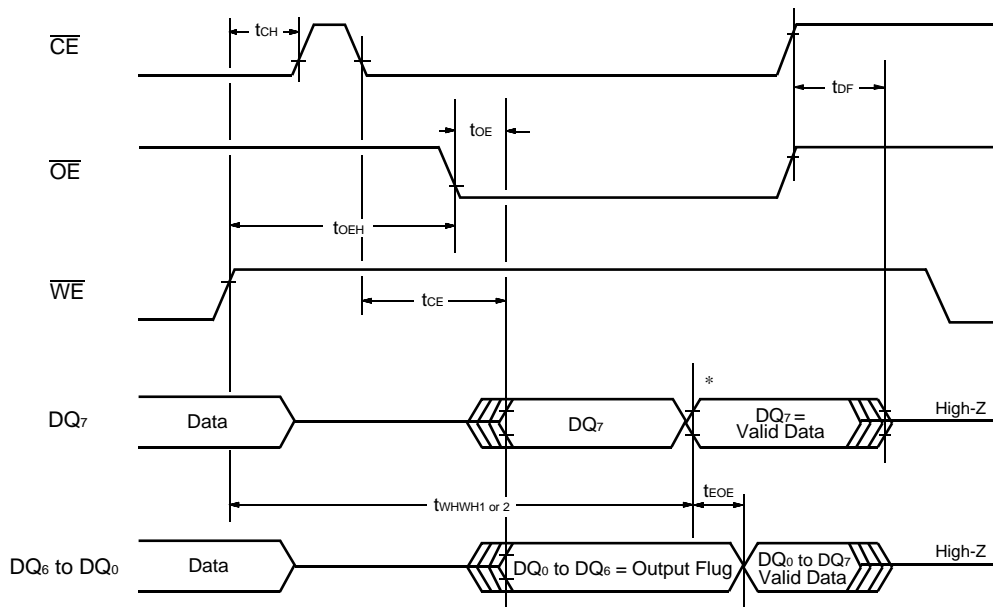 CE
tCH
tDF
tOE
OE
tOEH
WE
tCE
*
DQ7
Data
DQ7
DQ7 =
Valid Data
High-Z
tWHWH1 or 2
tEOE
DQ6 to DQ0
Data
DQ0 to DQ6 = Output Flug
DQ0 to DQ7
Valid Data
High-Z